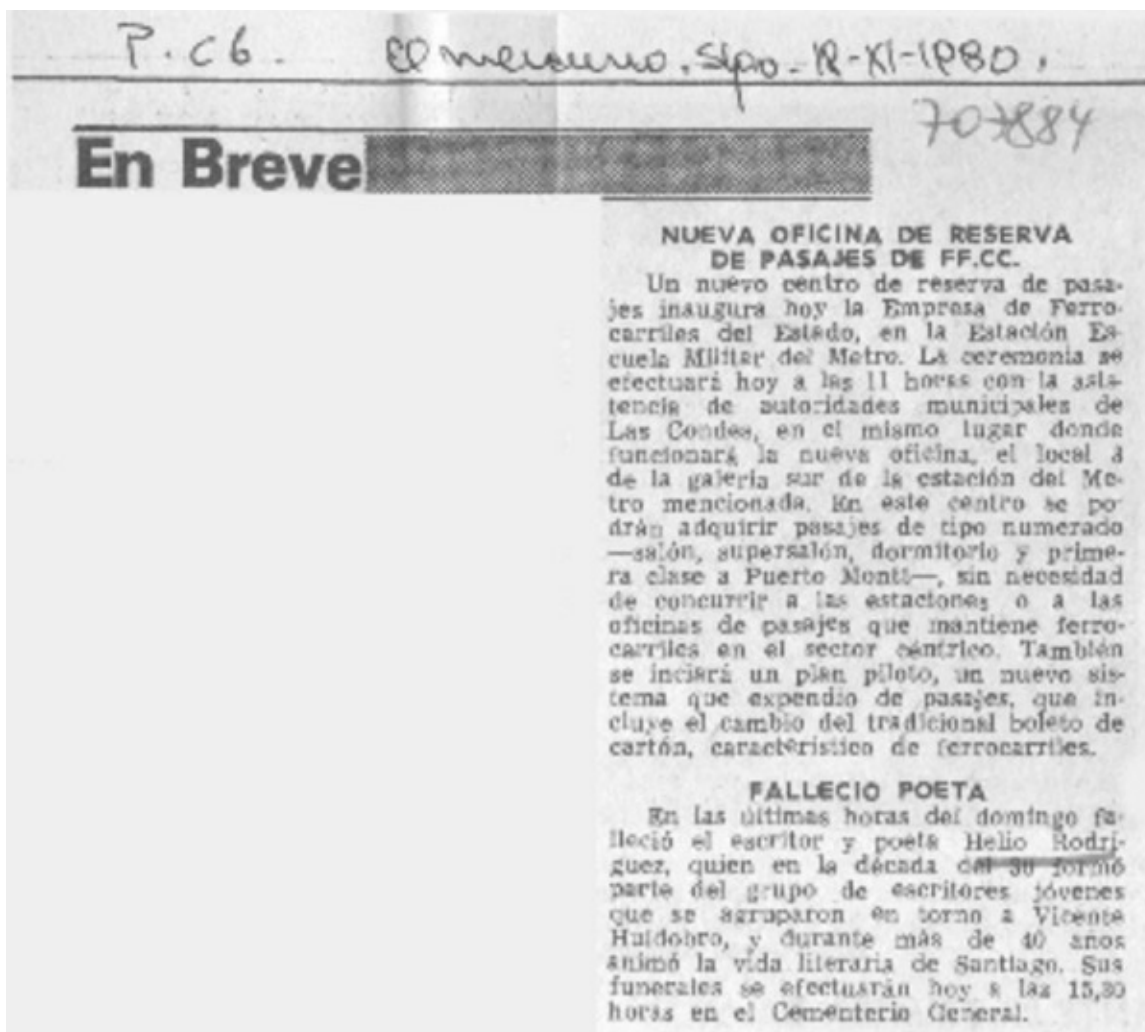 P. C6. El mercurio. Stgo. 18-XI-1980.
707884
En Breve
NUEVA OFICINA DE RESERVA
DE PASAJES DE FF.CC.
Un nuevo centro de reserva de pasa-
jes inaugura hoy la Empresa de Ferro-
carriles del Estado, en la Estación Es-
cuela Militar del Metro. La ceremonia se
efectuará hoy a las 11 horas con la asis-
tencia de autoridades municipales de
Las Condes, en el mismo lugar donde
funcionará la nueva oficina, el local 3
de la galería sur de la estación del Me-
tro mencionada. En este centro se po-
drán adquirir pasajes de tipo numerado
—salón, supersalón, dormitorio y prime-
ra clase a Puerto Montt—, sin necesidad
de concurrir a las estaciones o a las
oficinas de pasajes que mantiene ferro-
carriles en el sector céntrico. También
se inciará un plan piloto, un nuevo sis-
tema que expendio de pasajes, que in-
cluye el cambio del tradicional boleto de
cartón, característico de ferrocarriles.
FALLECIO POETA
En las últimas horas del domingo fa-
lleció el escritor y poeta Helio Rodrí-
guez, quien en la década del 30 formó
parte del grupo de escritores jóvenes
que se agruparon en torno a Vicente
Huidobro, y durante más de 40 años
animó la vida literaria de Santiago. Sus
funerales se efectuarán hoy a las 15,30
horas en el Cementerio General.